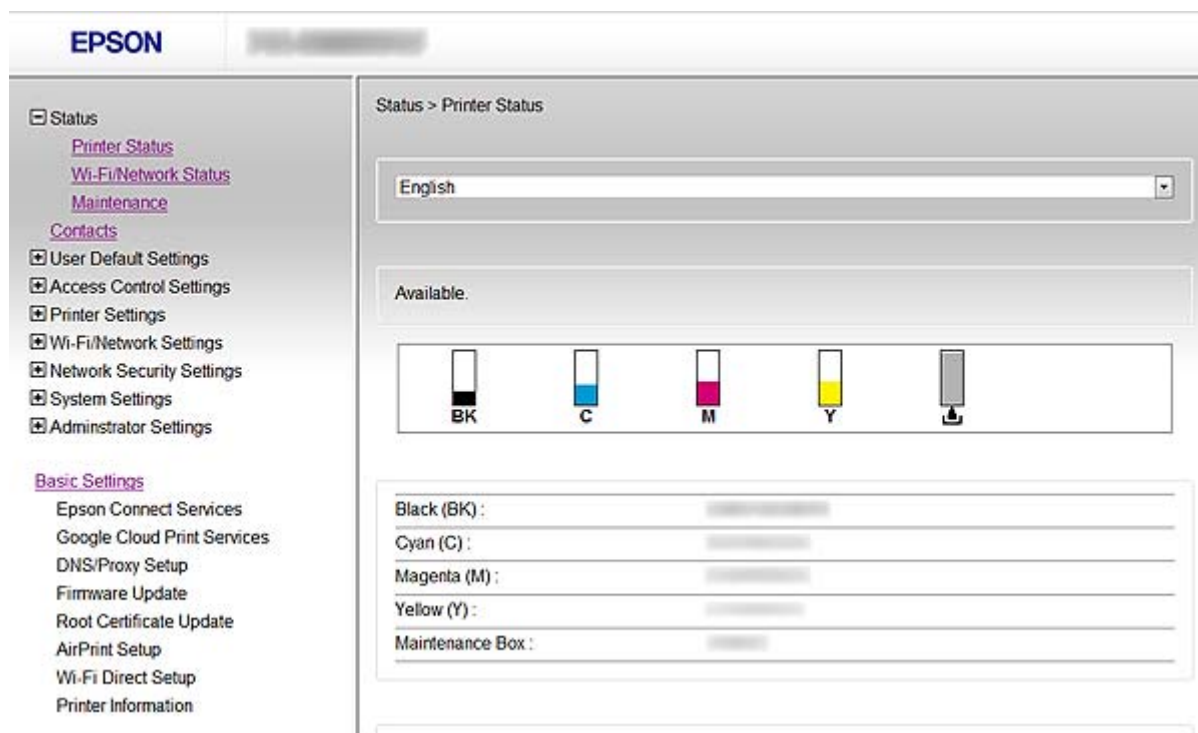 EPSON
Status
Printer Status
Wi-Fi/Network Status
Maintenance
Contacts
User Default Settings
Access Control Settings
Printer Settings
Wi-Fi/Network Settings
Network Security Settings
System Settings
Adminstrator Settings
Basic Settings
Epson Connect Services
Google Cloud Print Services
DNS/Proxy Setup
Firmware Update
Root Certificate Update
AirPrint Setup
Wi-Fi Direct Setup
Printer Information
Status > Printer Status
English
Available.
BK C M Y
Black (BK) :
Cyan (C) :
Magenta (M) :
Yellow (Y) :
Maintenance Box :